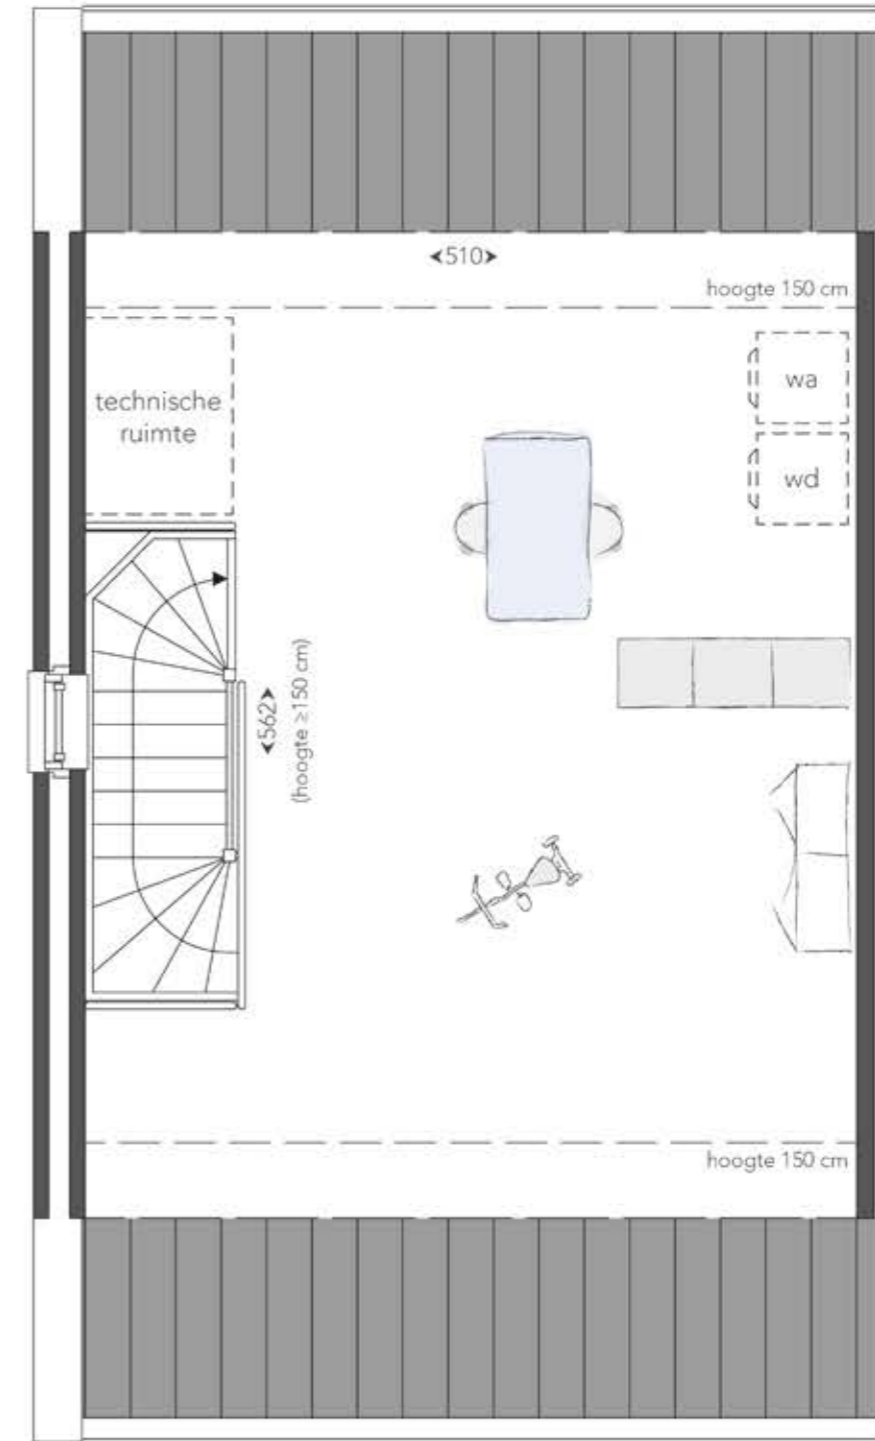 <510>
hoogte 150 cm
technische
ruimte
wa
wd
<562>
(hoogte ≥150 cm)
hoogte 150 cm